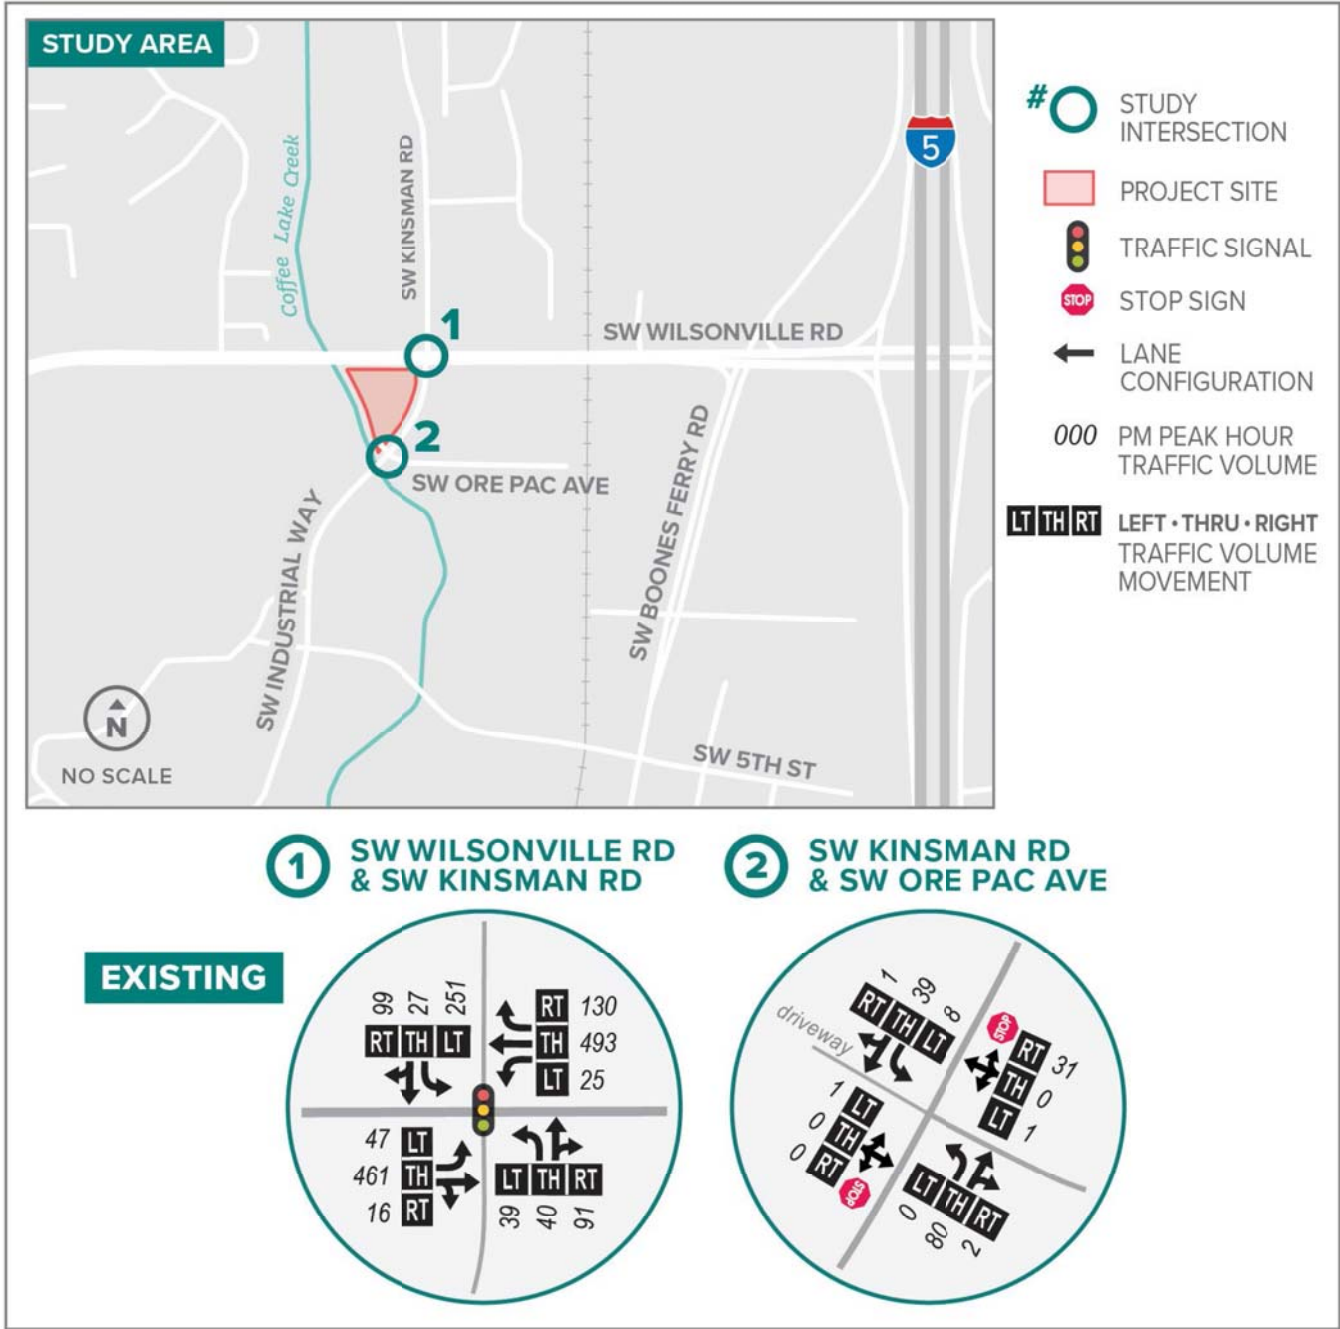 STUDY AREA
Coffee Lake Creek
SW KINSMAN RD
5
1
SW WILSONVILLE RD
2
SW ORE PAC AVE
SW BOONES FERRY RD
SW INDUSTRIAL WAY
N
NO SCALE
SW 5TH ST
#
STUDY
INTERSECTION
PROJECT SITE
TRAFFIC SIGNAL
STOP
STOP SIGN
LANE
CONFIGURATION
000
PM PEAK HOUR
TRAFFIC VOLUME
LT TH RT
LEFT • THRU • RIGHT
TRAFFIC VOLUME
MOVEMENT
1
SW WILSONVILLE RD
& SW KINSMAN RD
2
SW KINSMAN RD
& SW ORE PAC AVE
EXISTING
99 27 251
RT TH LT
RT 130
TH 493
LT 25
47 LT
461 TH
16 RT
LT TH RT
39 40 91
driveway
1 39 8
RT TH LT
STOP
RT 31
TH 0
LT 1
1 LT
0 TH
0 RT
STOP
LT TH RT
0 80 2